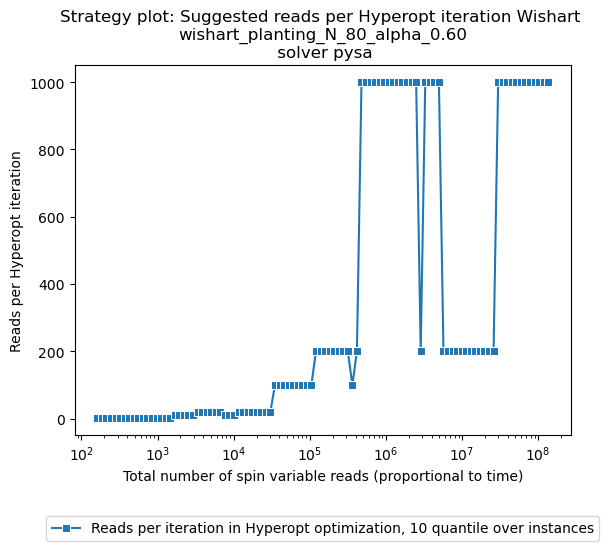 Strategy plot: Suggested reads per Hyperopt iteration Wishart
wishart_planting_N_80_alpha_0.60
solver pysa
Reads per Hyperopt iteration
1000
800
600
400
200
0
10²
10³
10⁴
10⁵
10⁶
10⁷
10⁸
Total number of spin variable reads (proportional to time)
Reads per iteration in Hyperopt optimization, 10 quantile over instances